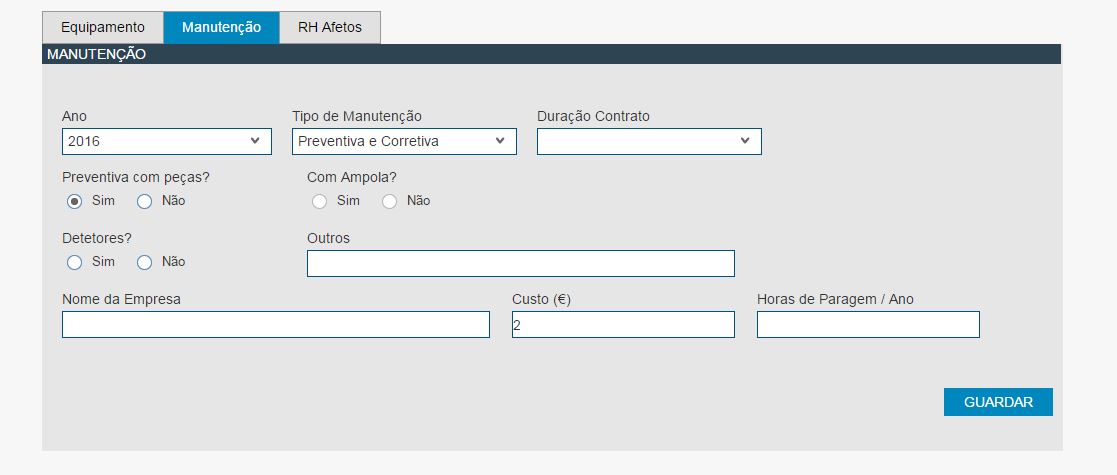 Equipamento Manutenção RH Afetos
MANUTENÇÃO
Ano Tipo de Manutenção Duração Contrato
2016 Preventiva e Corretiva
Preventiva com peças? Com Ampola?
Sim Não Sim Não
Detetores? Outros
Sim Não
Nome da Empresa Custo (€) Horas de Paragem / Ano
2
GUARDAR